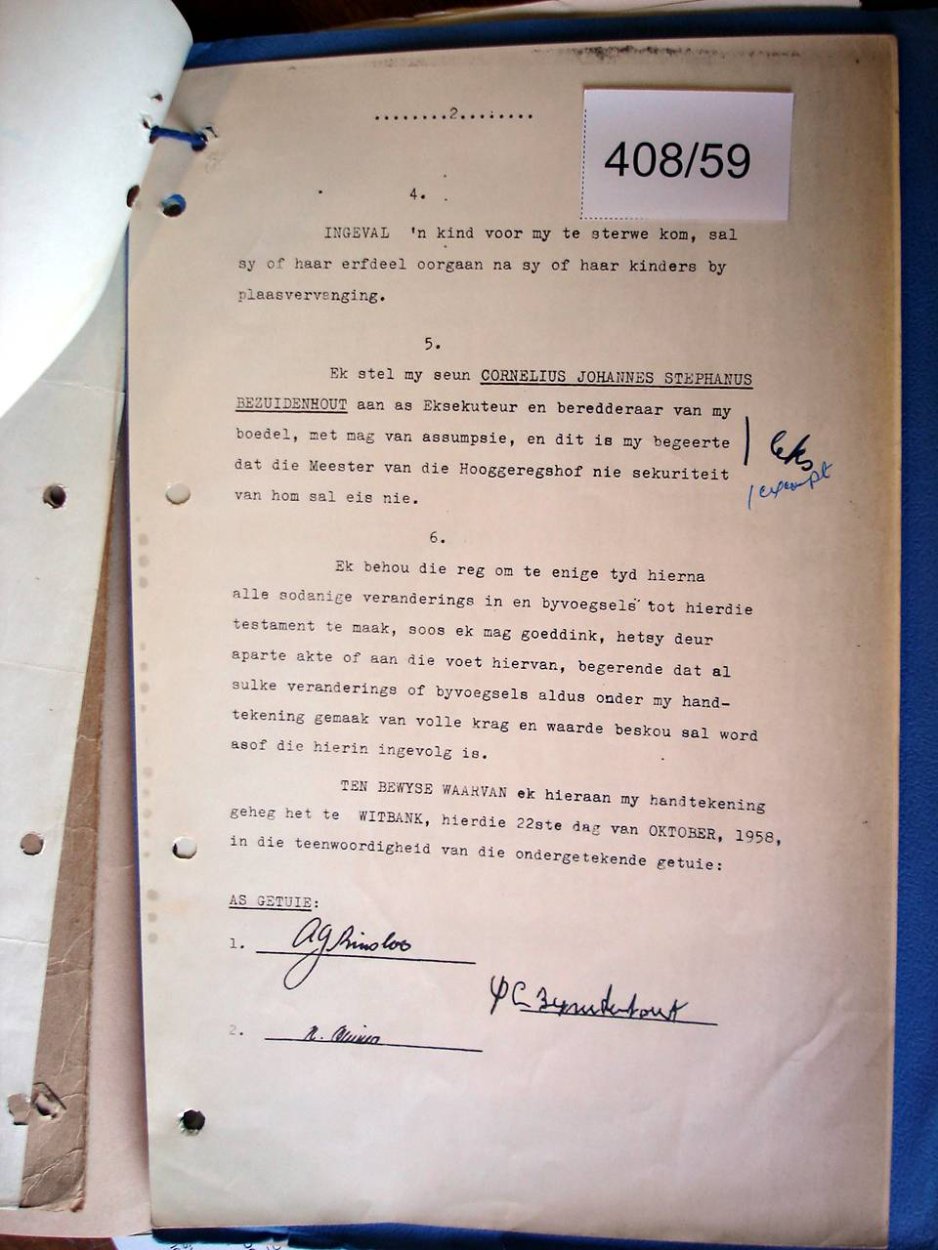 ........2........
408/59
4.
INGEVAL 'n kind voor my te sterwe kom, sal
sy of haar erfdeel oorgaan na sy of haar kinders by
plaasvervanging.
5.
Ek stel my seun CORNELIUS JOHANNES STEPHANUS
BEZUIDENHOUT aan as Eksekuteur en beredderaar van my
boedel, met mag van assumpsie, en dit is my begeerte
dat die Meester van die Hooggeregshof nie sekuriteit
van hom sal eis nie.
Eks
exempt
6.
Ek behou die reg om te enige tyd hierna
alle sodanige veranderings in en byvoegsels tot hierdie
testament te maak, soos ek mag goeddink, hetsy deur
aparte akte of aan die voet hiervan, begerende dat al
sulke veranderings of byvoegsels aldus onder my hand-
tekening gemaak van volle krag en waarde beskou sal word
asof die hierin ingevolg is.
TEN BEWYSE WAARVAN ek hieraan my handtekening
geheg het te WITBANK, hierdie 22ste dag van OKTOBER, 1958,
in die teenwoordigheid van die ondergetekende getuie:
AS GETUIE:
1. AG Prinsloo
Bezuidenhout
2.